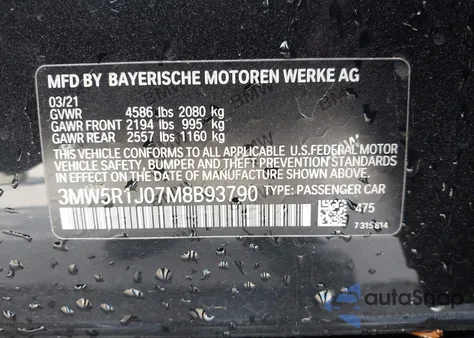 MFD BY BAYERISCHE MOTOREN WERKE AG
03/21
GVWR 4586 lbs 2080 kg
GAWR FRONT 2194 lbs 995 kg
GAWR REAR 2557 lbs 1160 kg
THIS VEHICLE CONFORMS TO ALL APPLICABLE U.S.FEDERAL MOTOR
VEHICLE SAFETY, BUMPER AND THEFT PREVENTION STANDARDS
IN EFFECT ON THE DATE OF MANUFACTURE SHOWN ABOVE.
3MW5R1J07M8B93790 TYPE: PASSENGER CAR
475
7 315 814
autoSnap